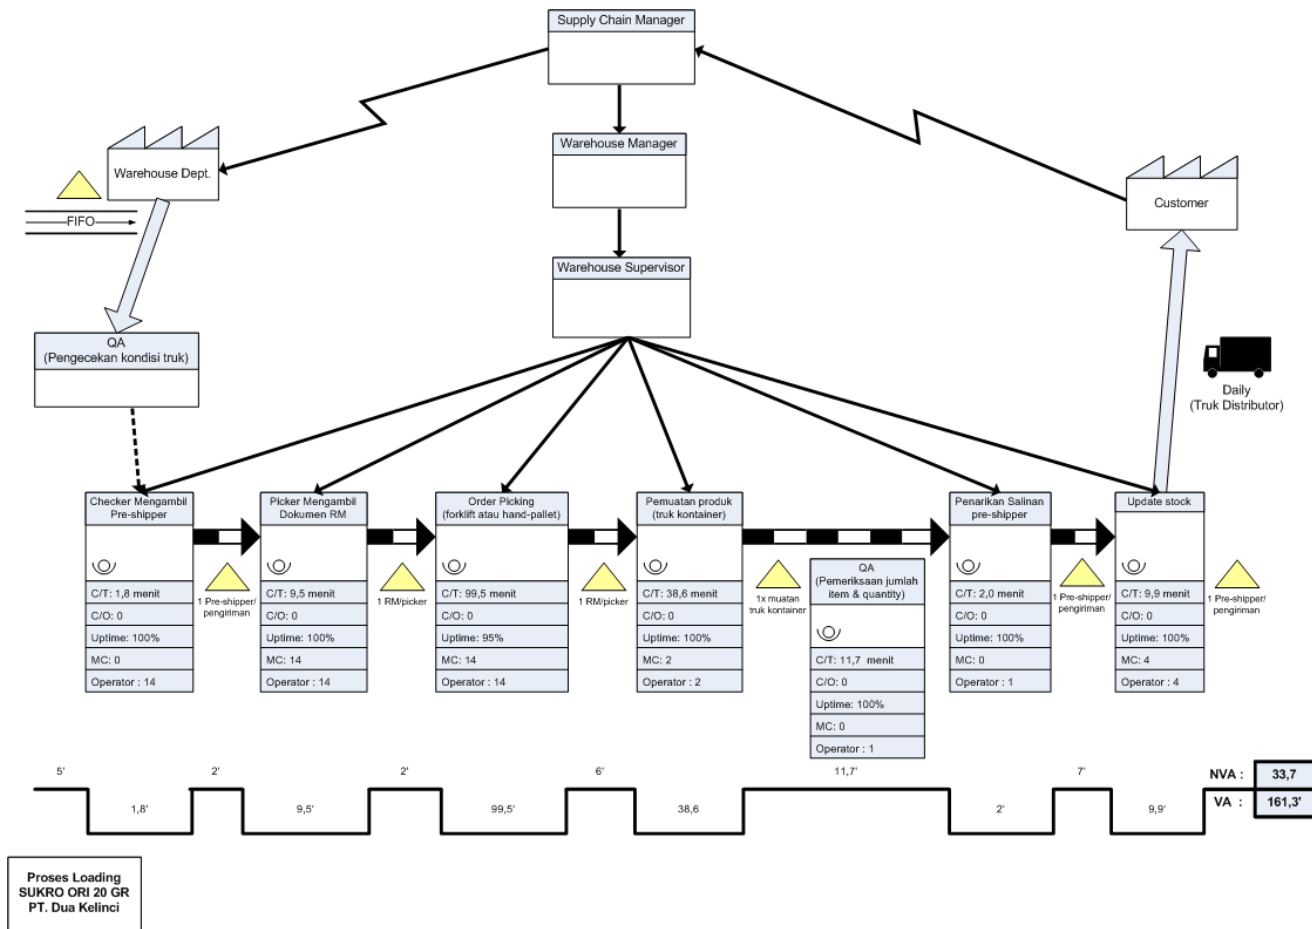 Supply Chain Manager
Warehouse Manager
Warehouse Dept.
FIFO
Customer
Warehouse Supervisor
QA
(Pengecekan kondisi truk)
Daily
(Truk Distributor)
Checker Mengambil
Pre-shipper
C/T: 1,8 menit
C/O: 0
Uptime: 100%
MC: 0
Operator : 14
1 Pre-shipper/
pengiriman
Picker Mengambil
Dokumen RM
C/T: 9,5 menit
C/O: 0
Uptime: 100%
MC: 14
Operator : 14
1 RM/picker
Order Picking
(forklift atau hand-pallet)
C/T: 99,5 menit
C/O: 0
Uptime: 95%
MC: 14
Operator : 14
1 RM/picker
Pemuatan produk
(truk kontainer)
C/T: 38,6 menit
C/O: 0
Uptime: 100%
MC: 2
Operator : 2
1x muatan
truk kontainer
QA
(Pemeriksaan jumlah
item & quantity)
C/T: 11,7 menit
C/O: 0
Uptime: 100%
MC: 0
Operator : 1
Penarikan Salinan
pre-shipper
C/T: 2,0 menit
C/O: 0
Uptime: 100%
MC: 0
Operator : 1
1 Pre-shipper/
pengiriman
Update stock
C/T: 9,9 menit
C/O: 0
Uptime: 100%
MC: 4
Operator : 4
1 Pre-shipper/
pengiriman
5' 2' 2' 6' 11,7' 7'
NVA : 33,7
1,8' 9,5' 99,5' 38,6 2' 9,9'
VA : 161,3'
Proses Loading
SUKRO ORI 20 GR
PT. Dua Kelinci